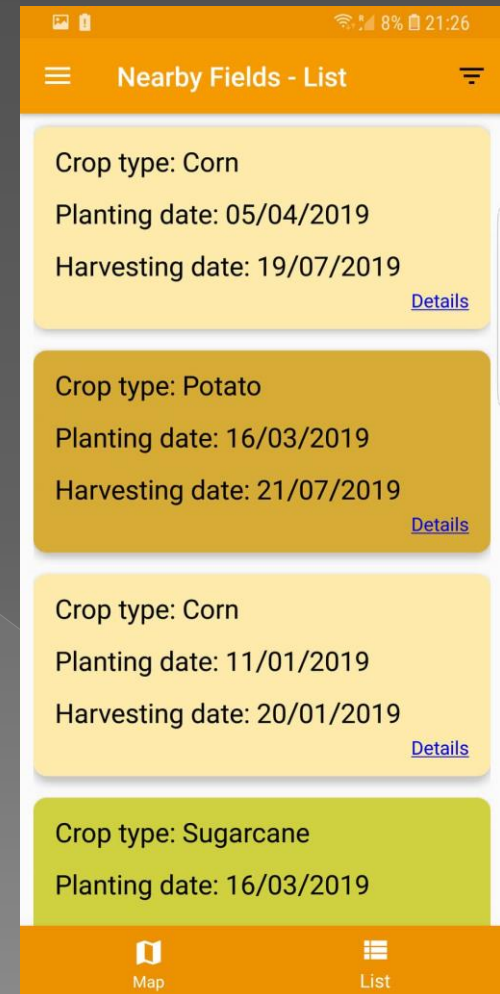 8% 21:26
Nearby Fields - List
Crop type: Corn
Planting date: 05/04/2019
Harvesting date: 19/07/2019
Details
Crop type: Potato
Planting date: 16/03/2019
Harvesting date: 21/07/2019
Details
Crop type: Corn
Planting date: 11/01/2019
Harvesting date: 20/01/2019
Details
Crop type: Sugarcane
Planting date: 16/03/2019
Map List